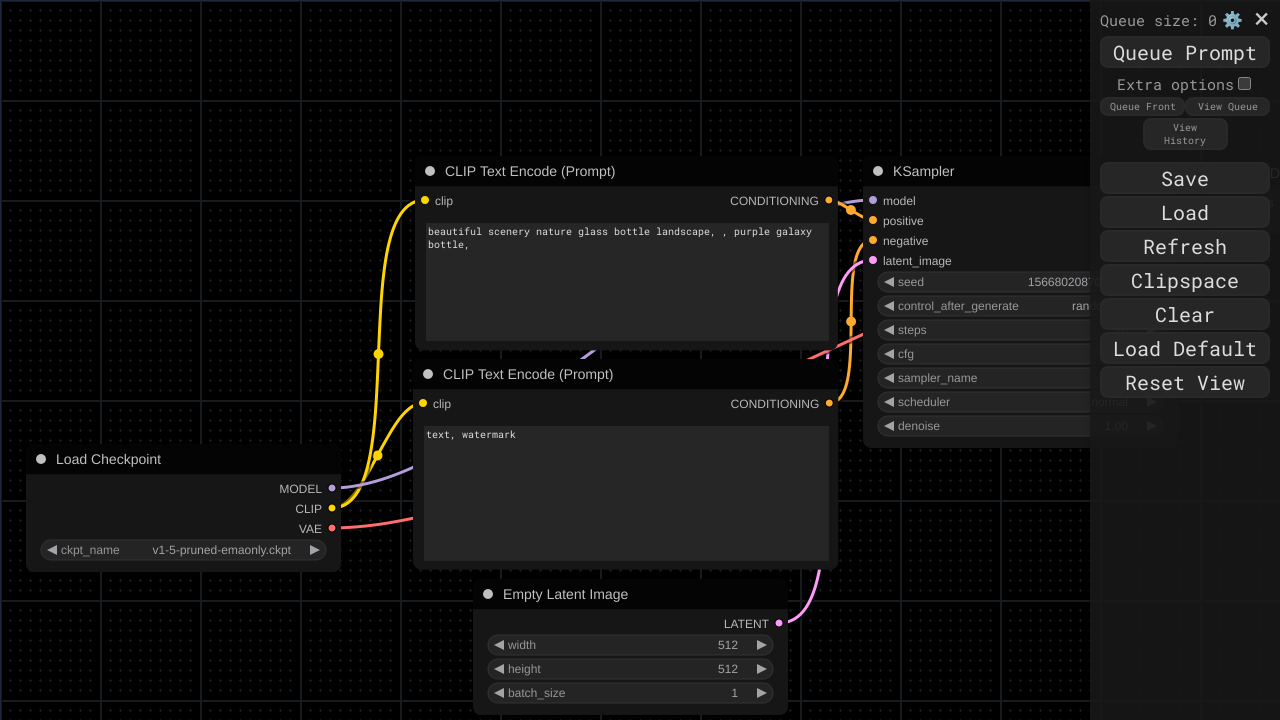 Queue size: 0
Queue Prompt
Extra options
Queue Front
View Queue
View
History
Save
Load
Refresh
Clipspace
Clear
Load Default
Reset View
CLIP Text Encode (Prompt)
clip
CONDITIONING
beautiful scenery nature glass bottle landscape, , purple galaxy
bottle,
KSampler
model
positive
negative
latent_image
seed
control_after_generate
steps
cfg
sampler_name
scheduler normal
denoise 1.00
CLIP Text Encode (Prompt)
clip
CONDITIONING
text, watermark
Load Checkpoint
MODEL
CLIP
VAE
ckpt_name v1-5-pruned-emaonly.ckpt
Empty Latent Image
LATENT
width 512
height 512
batch_size 1